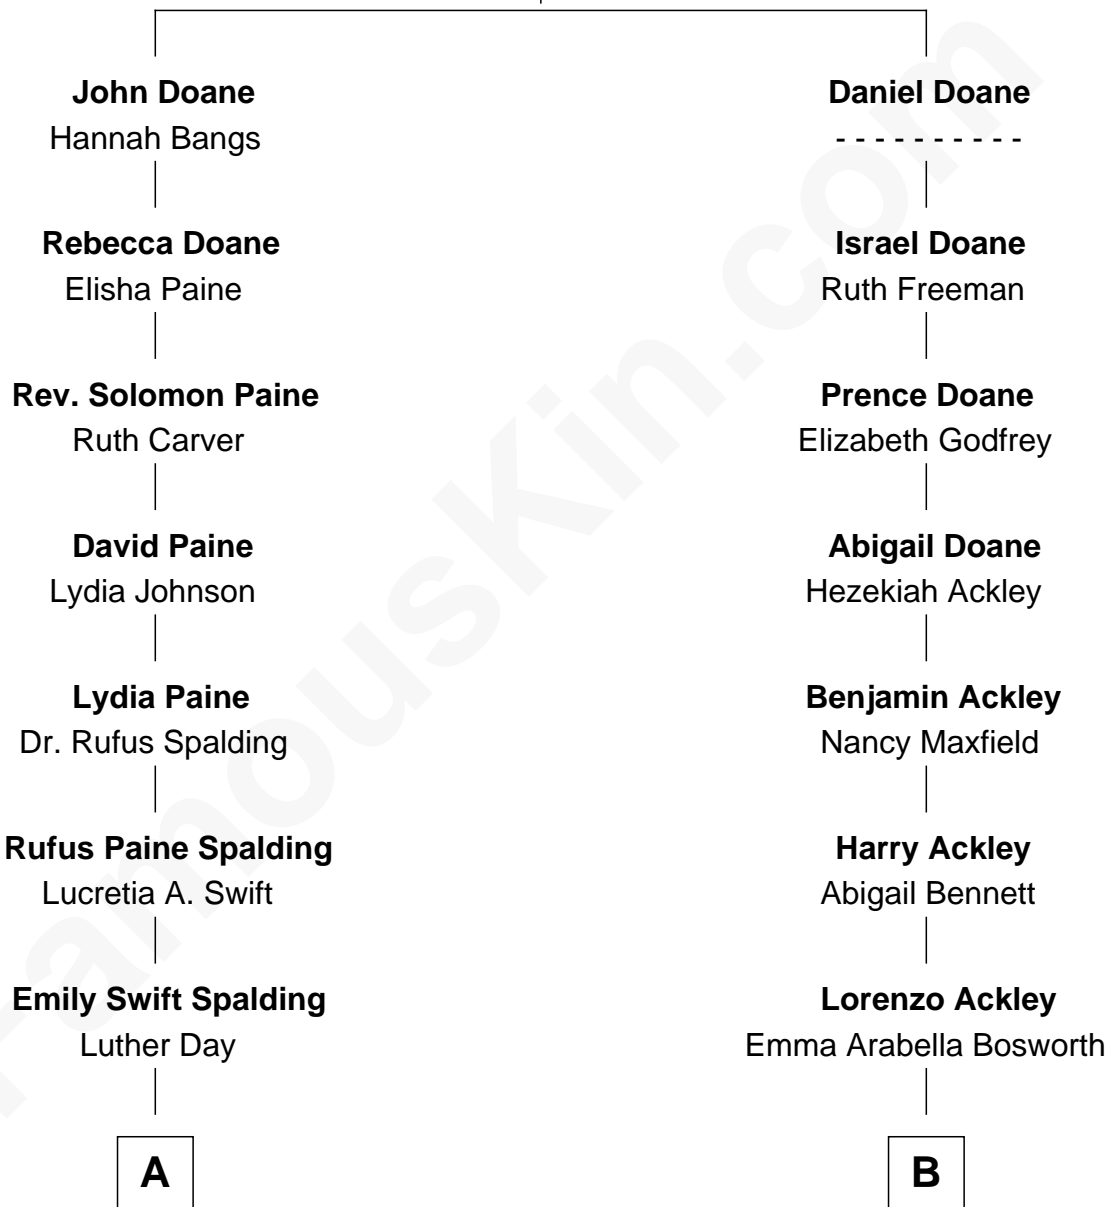 John Doane
Hannah Bangs
Rebecca Doane
Elisha Paine
Rev. Solomon Paine
Ruth Carver
David Paine
Lydia Johnson
Lydia Paine
Dr. Rufus Spalding
Rufus Paine Spalding
Lucretia A. Swift
Emily Swift Spalding
Luther Day
A
Daniel Doane
- - - - - - - - - -
Israel Doane
Ruth Freeman
Prence Doane
Elizabeth Godfrey
Abigail Doane
Hezekiah Ackley
Benjamin Ackley
Nancy Maxfield
Harry Ackley
Abigail Bennett
Lorenzo Ackley
Emma Arabella Bosworth
B
FamousKin.com